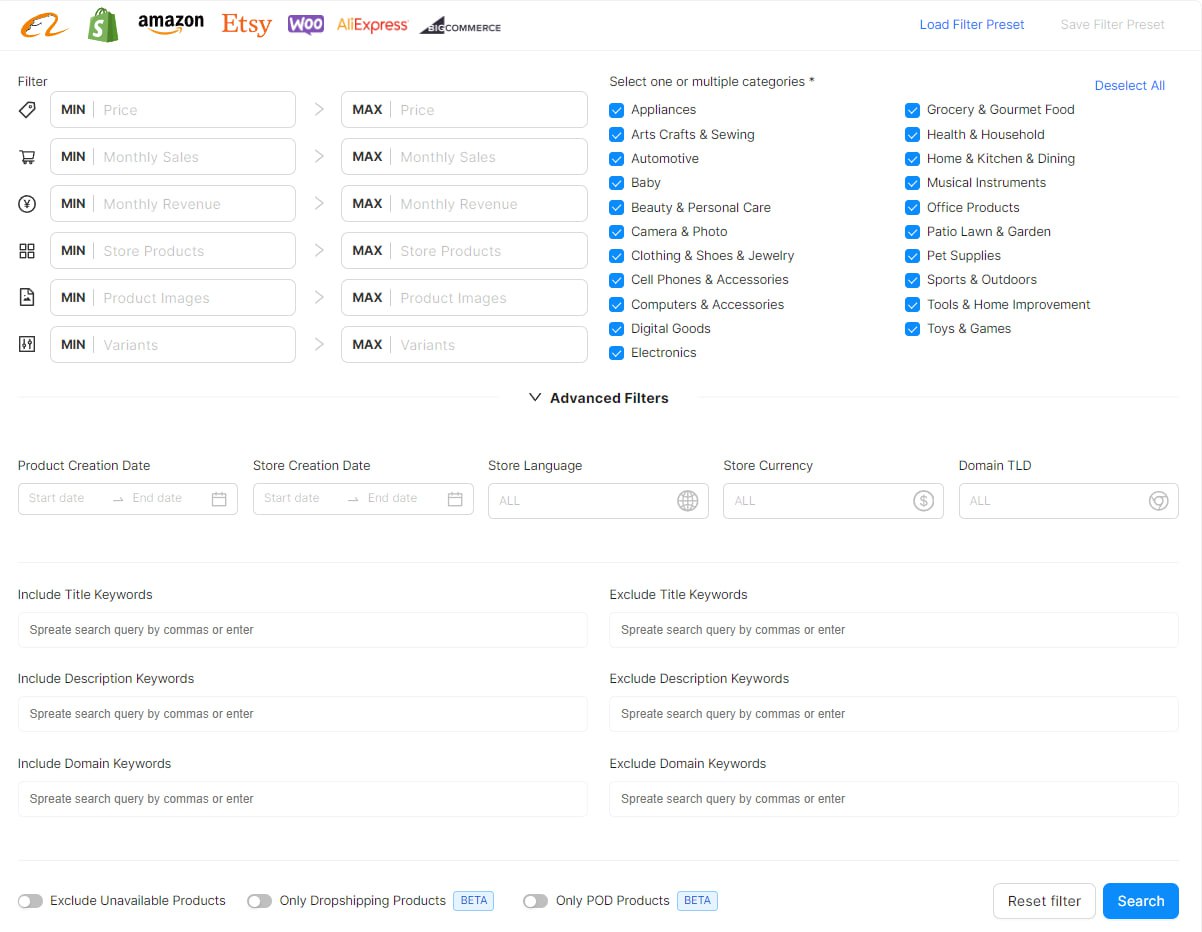 amazon Etsy WOO AliExpress BIGCOMMERCE Load Filter Preset Save Filter Preset
Filter
MIN Price > MAX Price
MIN Monthly Sales > MAX Monthly Sales
MIN Monthly Revenue > MAX Monthly Revenue
MIN Store Products > MAX Store Products
MIN Product Images > MAX Product Images
MIN Variants > MAX Variants
Select one or multiple categories *
Deselect All
Appliances
Arts Crafts & Sewing
Automotive
Baby
Beauty & Personal Care
Camera & Photo
Clothing & Shoes & Jewelry
Cell Phones & Accessories
Computers & Accessories
Digital Goods
Electronics
Grocery & Gourmet Food
Health & Household
Home & Kitchen & Dining
Musical Instruments
Office Products
Patio Lawn & Garden
Pet Supplies
Sports & Outdoors
Tools & Home Improvement
Toys & Games
Advanced Filters
Product Creation Date Store Creation Date Store Language Store Currency Domain TLD
Start date → End date Start date → End date ALL ALL $ ALL
Include Title Keywords Exclude Title Keywords
Spreate search query by commas or enter Spreate search query by commas or enter
Include Description Keywords Exclude Description Keywords
Spreate search query by commas or enter Spreate search query by commas or enter
Include Domain Keywords Exclude Domain Keywords
Spreate search query by commas or enter Spreate search query by commas or enter
Exclude Unavailable Products Only Dropshipping Products BETA Only POD Products BETA Reset filter Search